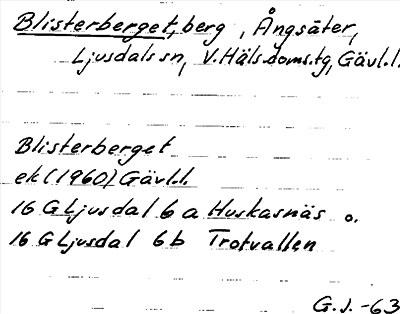 Blisterberget, berg, Ångsäter,
Ljusdals sn, V. Häls. doms. tg, Gävl. l.
Blisterberget
ek (1960) Gävl. l.
16 G Ljusdal 6 a Huskasnäs o.
16 G Ljusdal 6 b Trotvallen
G. J. -63